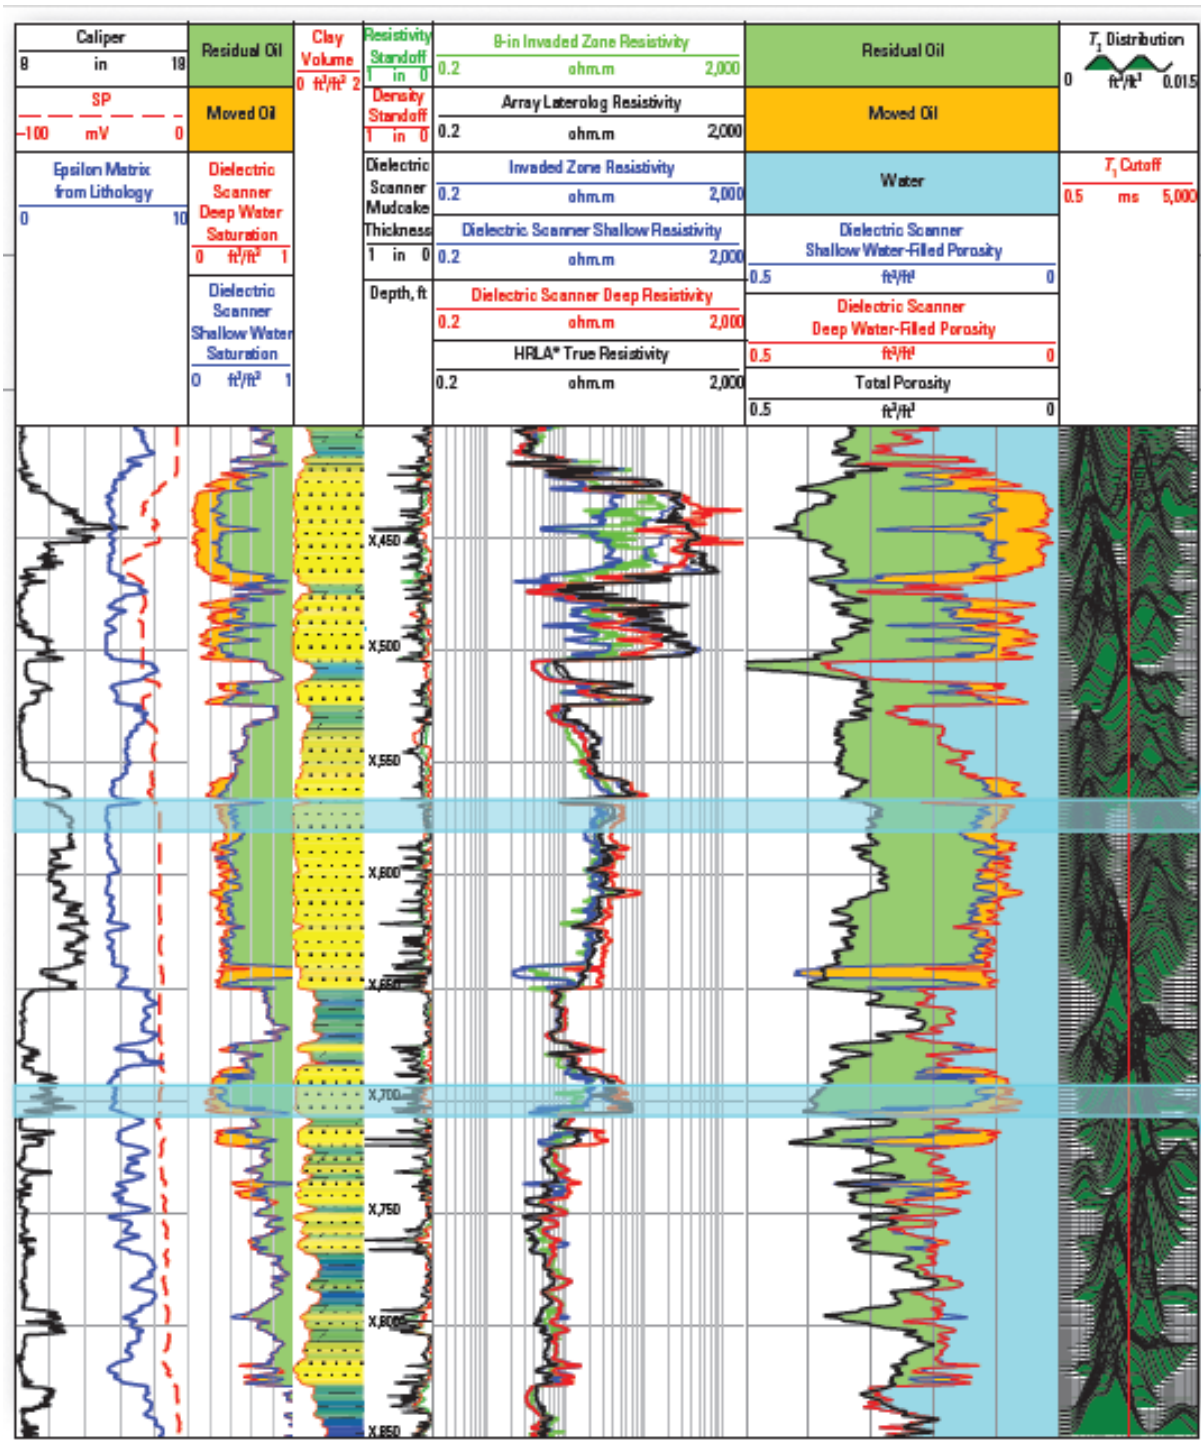 Caliper
8 in 18
SP
-100 mV 0
Epsilon Matrix
from Lithology
0 10
Residual Oil
Moved Oil
Dielectric
Scanner
Deep Water
Saturation
0 ft³/ft³ 1
Dielectric
Scanner
Shallow Water
Saturation
0 ft³/ft³ 1
Clay
Volume
0 ft³/ft³ 2
Resistivity
Standoff
1 in 0
Density
Standoff
1 in 0
Dielectric
Scanner
Mudcake
Thickness
1 in 0
Depth, ft
8-in Invaded Zone Resistivity
0.2 ohm.m 2,000
Array Laterolog Resistivity
0.2 ohm.m 2,000
Invaded Zone Resistivity
0.2 ohm.m 2,000
Dielectric Scanner Shallow Resistivity
0.2 ohm.m 2,000
Dielectric Scanner Deep Resistivity
0.2 ohm.m 2,000
HRLA* True Resistivity
0.2 ohm.m 2,000
Residual Oil
Moved Oil
Water
Dielectric Scanner
Shallow Water-Filled Porosity
0.5 ft³/ft³ 0
Dielectric Scanner
Deep Water-Filled Porosity
0.5 ft³/ft³ 0
Total Porosity
0.5 ft³/ft³ 0
T₁ Distribution
0 ft³/ft³ 0.015
T₁ Cutoff
0.5 ms 5,000
X,450
X,500
X,550
X,600
X,650
X,700
X,750
X,800
X,850